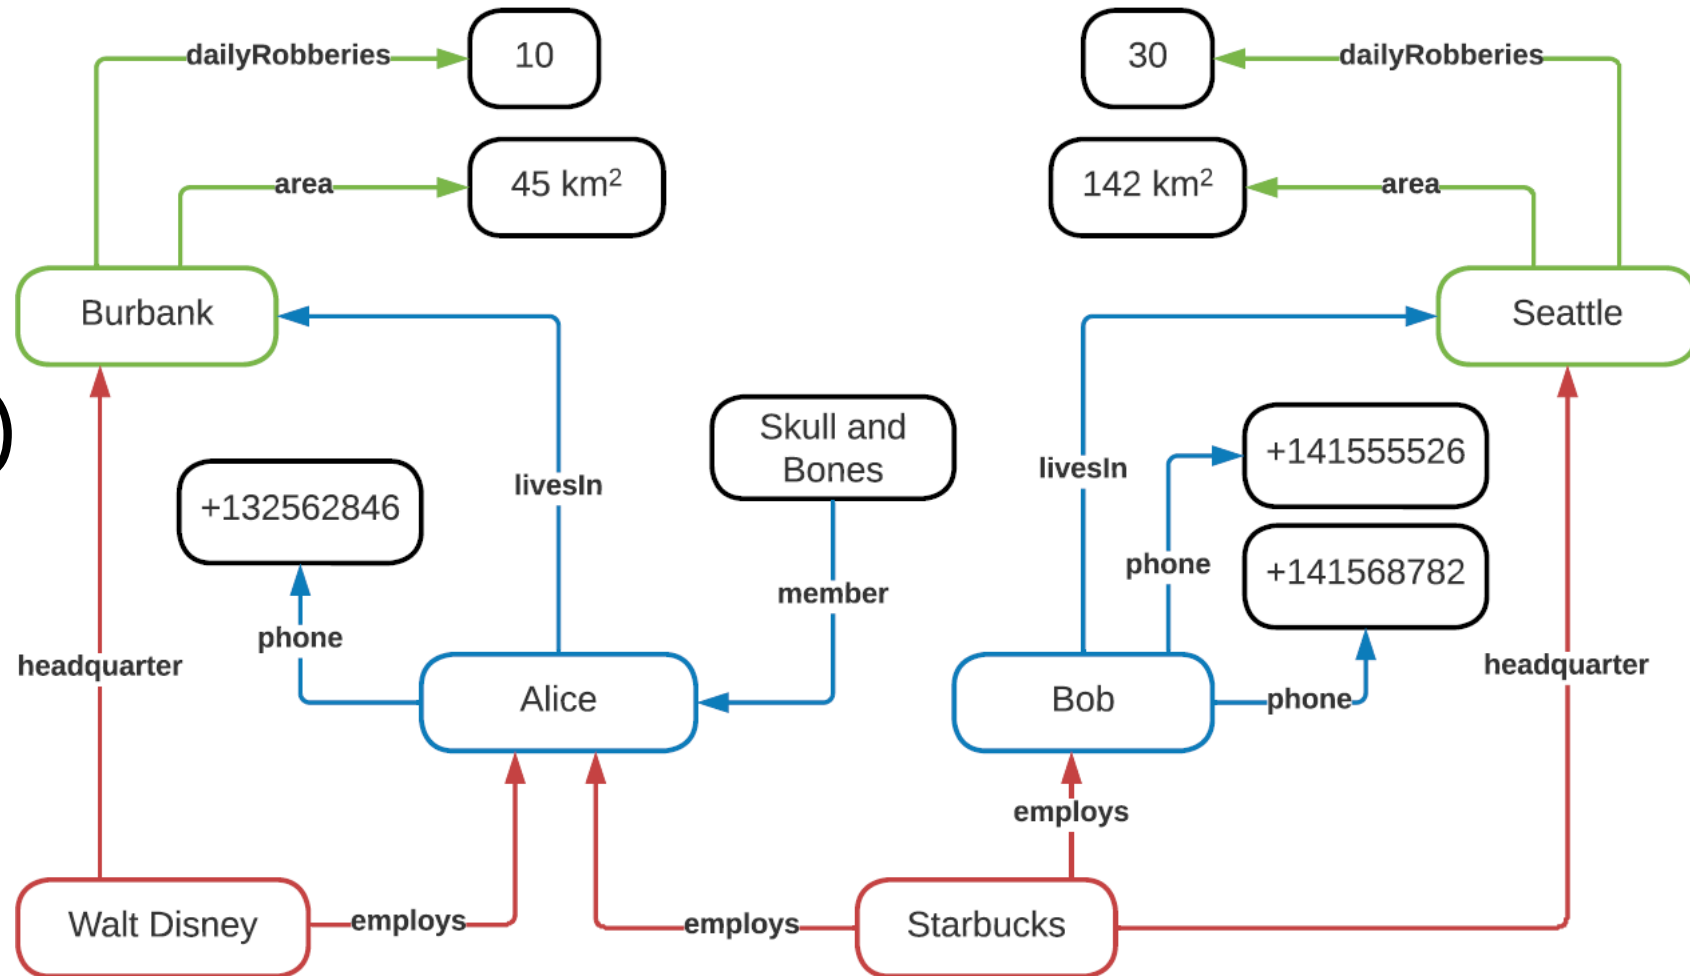 dailyRobberies
10
30
dailyRobberies
area
45 km²
142 km²
area
Burbank
Seattle
Skull and
Bones
+132562846
livesIn
livesIn
+141555526
phone
+141568782
member
phone
headquarter
headquarter
Alice
Bob
phone
employs
Walt Disney
employs
employs
Starbucks
)